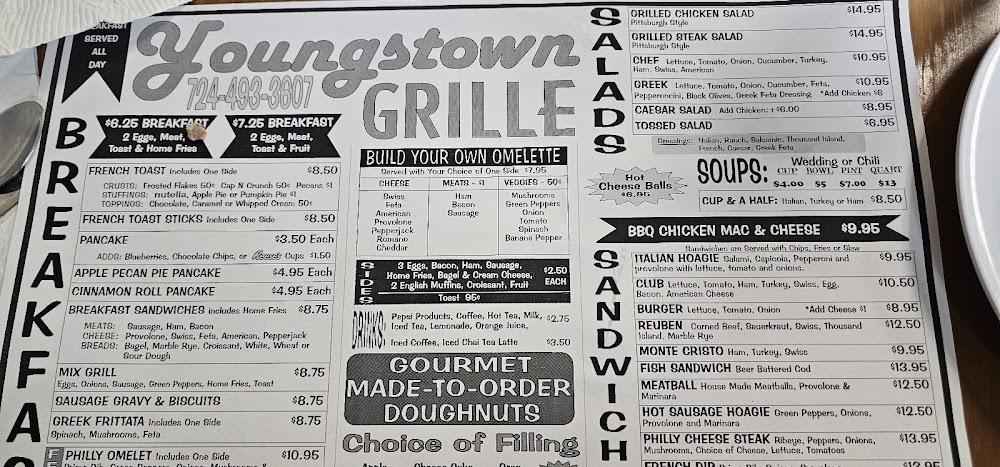 BREAKFAST
SERVED
ALL
DAY
Youngstown
724-493-3607
GRILLE
BREAKFA
$6.25 BREAKFAST
2 Eggs, Meat,
Toast & Home Fries
$7.25 BREAKFAST
2 Eggs, Meat,
Toast & Fruit
FRENCH TOAST Includes One Side $8.50
CRUSTS: Frosted Flakes 50¢ Cap N Crunch 50¢ Pecans $1
STUFFINGS: nutella, Apple Pie or Pumpkin Pie $1
TOPPINGS: Chocolate, Caramel or Whipped Cream 50¢
FRENCH TOAST STICKS Includes One Side $8.50
PANCAKE $3.50 Each
ADDS: Blueberries, Chocolate Chips, or Reese's Cups $1.50
APPLE PECAN PIE PANCAKE $4.95 Each
CINNAMON ROLL PANCAKE $4.95 Each
BREAKFAST SANDWICHES includes Home Fries $8.75
MEATS: Sausage, Ham, Bacon
CHEESE: Provolone, Swiss, Feta, American, Pepperjack
BREADS: Bagel, Marble Rye, Croissant, White, Wheat or
Sour Dough
MIX GRILL $8.75
Eggs, Onions, Sausage, Green Peppers, Home Fries, Toast
SAUSAGE GRAVY & BISCUITS $8.75
GREEK FRITTATA Includes One Side $8.75
Spinach, Mushrooms, Feta
PHILLY OMELET Includes One Side $10.95
BUILD YOUR OWN OMELETTE
Served with Your Choice of One Side $7.95
CHEESE
Swiss
Feta
American
Provolone
Pepperjack
Romano
Cheddar
MEATS - $1
Ham
Bacon
Sausage
VEGGIES - 50¢
Mushrooms
Green Peppers
Onion
Tomato
Spinach
Banana Pepper
SIDES
3 Eggs, Bacon, Ham, Sausage,
Home Fries, Bagel & Cream Cheese,
2 English Muffins, Croissant, Fruit
$2.50
EACH
Toast 95¢
DRINKS:
Pepsi Products, Coffee, Hot Tea, Milk,
Iced Tea, Lemonade, Orange Juice, $2.75
Iced Coffee, Iced Chai Tea Latte $3.50
GOURMET
MADE-TO-ORDER
DOUGHNUTS
Choice of Filling
SALADS
GRILLED CHICKEN SALAD $14.95
Pittsburgh Style
GRILLED STEAK SALAD $14.95
Pittsburgh Style
CHEF Lettuce, Tomato, Onion, Cucumber, Turkey, $10.95
Ham, Swiss, American
GREEK Lettuce, Tomato, Onion, Cucumber, Feta, $10.95
Pepperoncini, Black Olives, Greek Feta Dressing *Add Chicken $6
CAESAR SALAD Add Chicken: +$6.00 $8.95
TOSSED SALAD $6.95
Dressings: Italian, Ranch, Balsamic, Thousand Island,
French, Caesar, Greek Feta
Hot
Cheese Balls
$6.95
SOUPS: Wedding or Chili
CUP BOWL PINT QUART
$4.00 $5 $7.00 $13
CUP & A HALF: Italian, Turkey or Ham $8.50
BBQ CHICKEN MAC & CHEESE $9.95
SANDWICH
Sandwiches are Served with Chips, Fries or Slaw
ITALIAN HOAGIE Salami, Capicola, Pepperoni and $9.95
provolone with lettuce, tomato and onions.
CLUB Lettuce, Tomato, Ham, Turkey, Swiss, Egg, $10.50
Bacon, American Cheese
BURGER Lettuce, Tomato, Onion *Add Cheese $1 $8.95
REUBEN Corned Beef, Sauerkraut, Swiss, Thousand $12.50
Island, Marble Rye
MONTE CRISTO Ham, Turkey, Swiss $9.95
FISH SANDWICH Beer Battered Cod $13.95
MEATBALL House Made Meatballs, Provolone & $12.50
Marinara
HOT SAUSAGE HOAGIE Green Peppers, Onions, $12.50
Provolone and Marinara
PHILLY CHEESE STEAK Ribeye, Peppers, Onions, $13.95
Mushrooms, Choice of Cheese, Lettuce, Tomatoes
FRENCH DIP